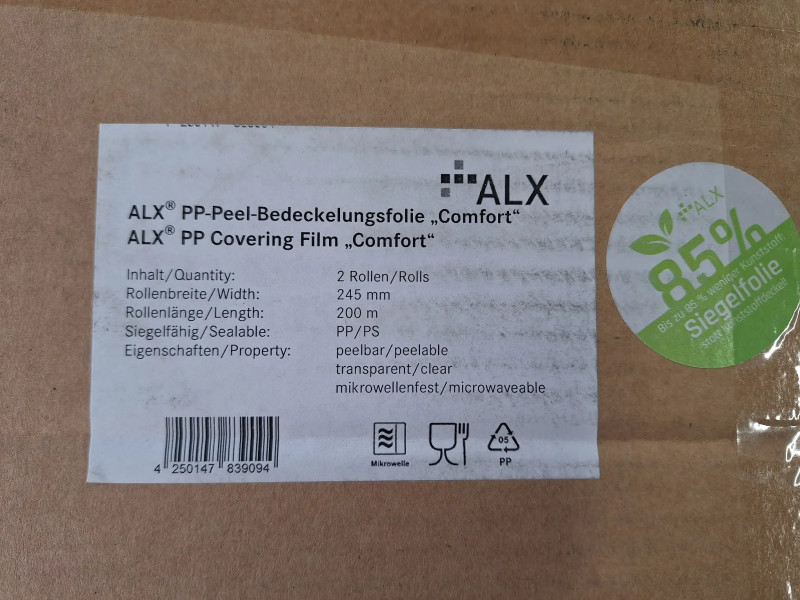 ALX
ALX® PP-Peel-Bedeckelungsfolie „Comfort“
ALX® PP Covering Film „Comfort“
Inhalt/Quantity: 2 Rollen/Rolls
Rollenbreite/Width: 245 mm
Rollenlänge/Length: 200 m
Siegelfähig/Sealable: PP/PS
Eigenschaften/Property: peelbar/peelable
transparent/clear
mikrowellenfest/microwaveable
4 250147 839094
Mikrowelle
05
PP
ALX
85%
Bis zu 85 % weniger Kunststoff:
Siegelfolie
statt Kunststoffdeckel!